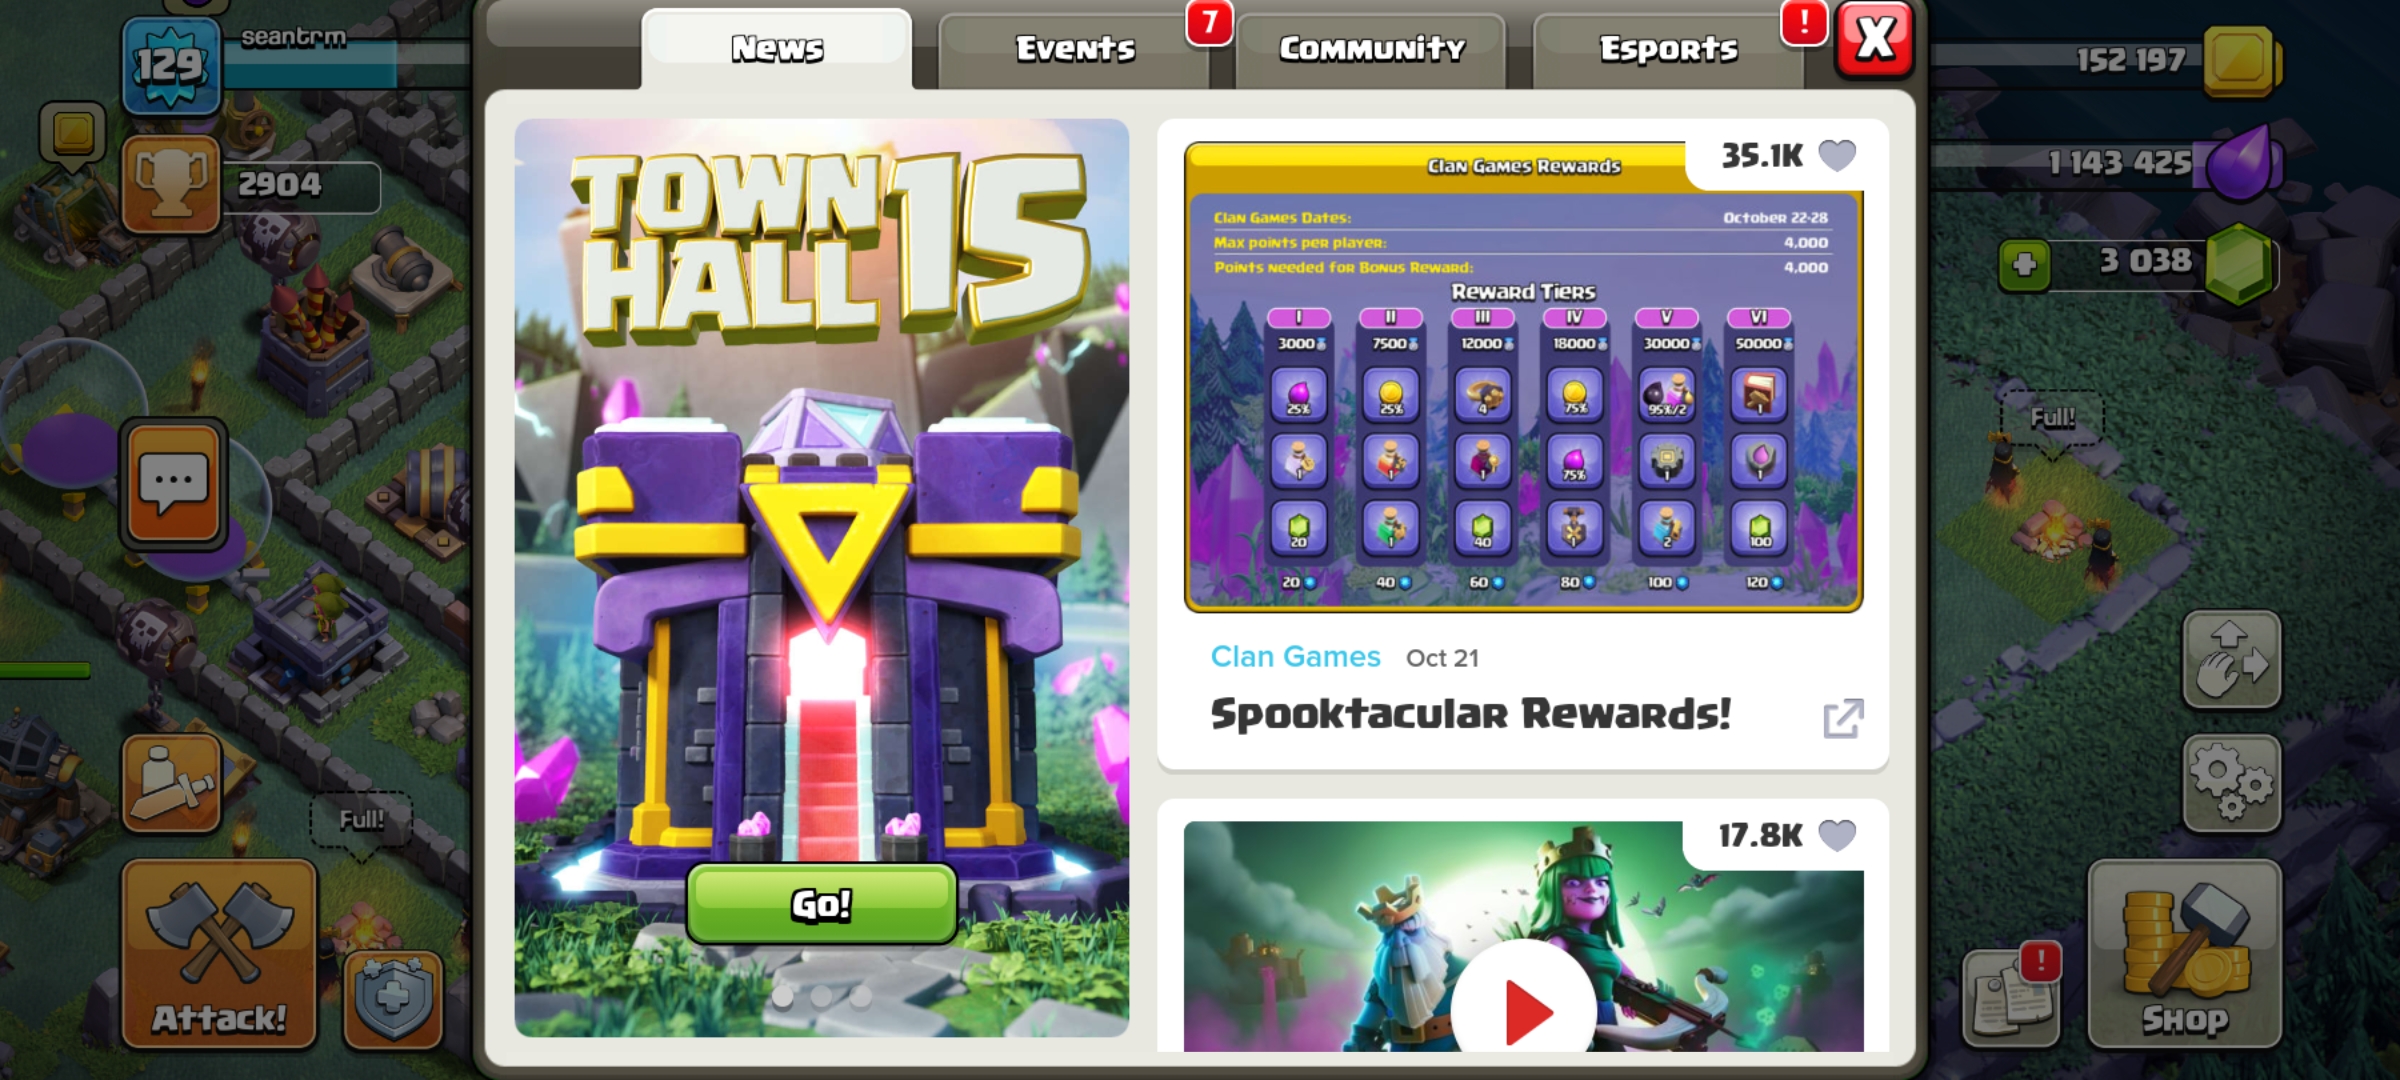 129
seantrm
2904
News
Events
7
Community
Esports
!
X
152 197
1 143 425
3 038
TOWN
HALL 15
Go!
35.1K
Clan Games Rewards
Clan Games Dates: October 22-28
Max points per player: 4,000
Points needed for Bonus Reward: 4,000
Reward Tiers
I II III IV V VI
3000 7500 12000 18000 30000 50000
25% 25% 4 75% 95%/2 1
1 1 1 75% 1 1
20 1 40 1 2 100
20 40 60 80 100 120
Clan Games Oct 21
Spooktacular Rewards!
17.8K
Full!
Full!
Attack!
!
Shop